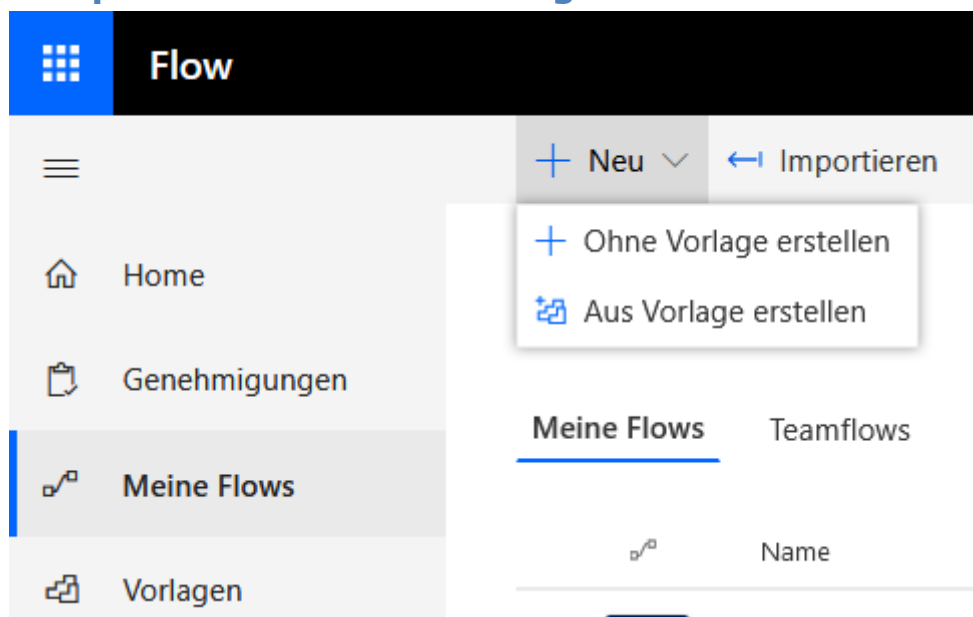 Flow
Neu
Importieren
Ohne Vorlage erstellen
Aus Vorlage erstellen
Home
Genehmigungen
Meine Flows
Vorlagen
Meine Flows
Teamflows
Name